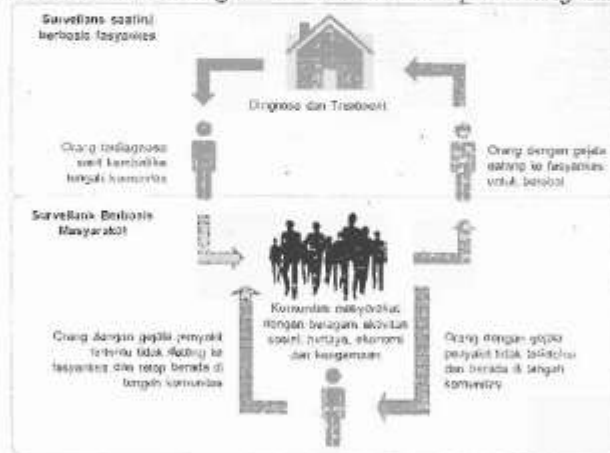 Surveilans saat ini
berbasis fasyankes
Diagnosa dan Treatment
Orang terdiagnosa
saat kembali ke
tengah komunitas
Orang dengan gejala
datang ke fasyankes
untuk berobat
Surveilans Berbasis
Masyarakat
Komunitas masyarakat
dengan beragam aktivitas
sosial, budaya, ekonomi
dan keagamaan
Orang dengan gejala penyakit
tertentu tidak datang ke
fasyankes dan tetap berada di
tengah komunitas
Orang dengan gejala
penyakit tidak terdeteksi
dan berada di tengah
komunitas